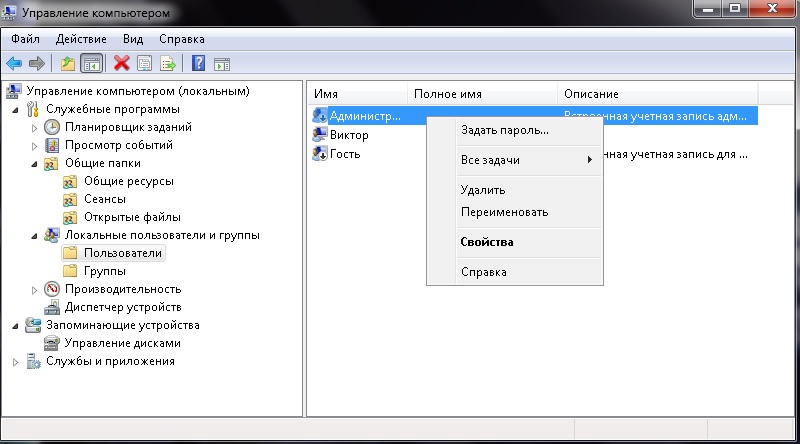 Управление компьютером
Файл Действие Вид Справка
Управление компьютером (локальным)
Служебные программы
Планировщик заданий
Просмотр событий
Общие папки
Общие ресурсы
Сеансы
Открытые файлы
Локальные пользователи и группы
Пользователи
Группы
Производительность
Диспетчер устройств
Запоминающие устройства
Управление дисками
Службы и приложения
Имя Полное имя Описание
Администр... Встроенная учетная запись адм...
Виктор
Гость нная учетная запись для ...
Задать пароль...
Все задачи
Удалить
Переименовать
Свойства
Справка